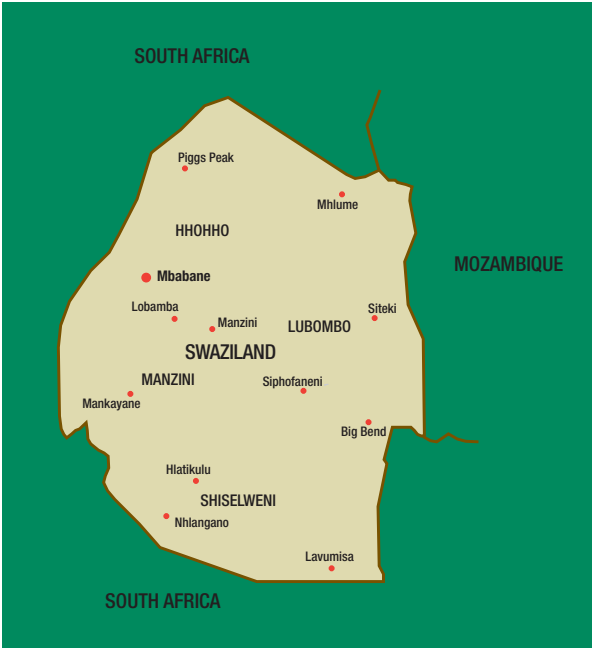 SOUTH AFRICA
Piggs Peak
Mhlume
HHOHHO
MOZAMBIQUE
Mbabane
Lobamba
Siteki
Manzini
LUBOMBO
SWAZILAND
MANZINI
Siphofaneni
Mankayane
Big Bend
Hlatikulu
SHISELWENI
Nhlangano
Lavumisa
SOUTH AFRICA